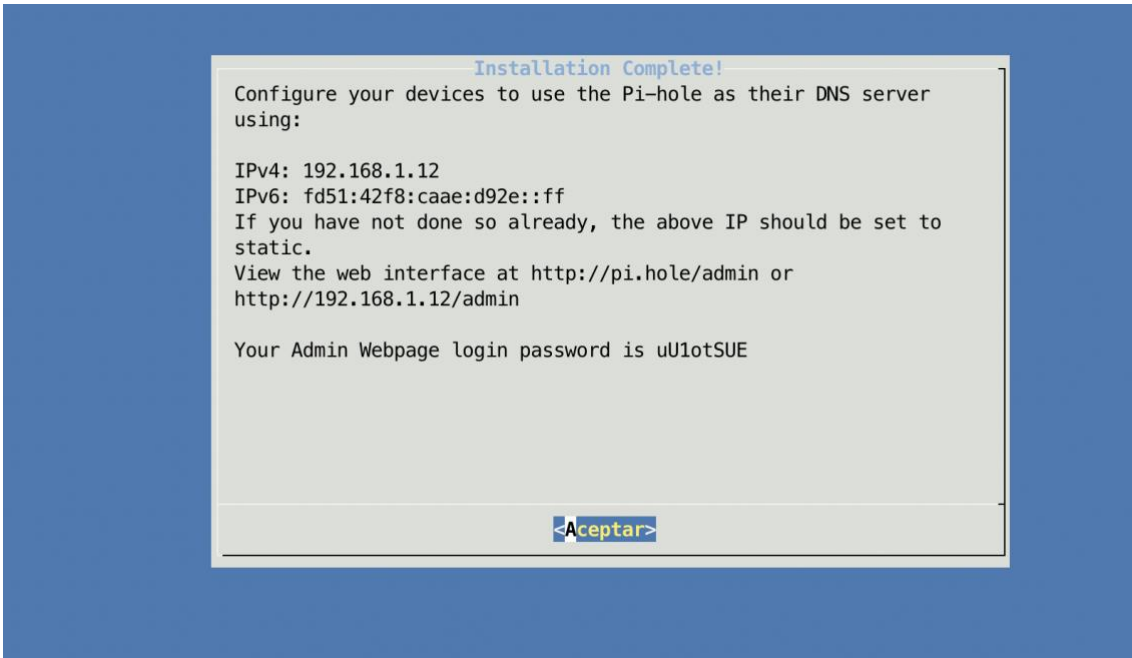 Installation Complete!
Configure your devices to use the Pi-hole as their DNS server
using:
IPv4: 192.168.1.12
IPv6: fd51:42f8:caae:d92e::ff
If you have not done so already, the above IP should be set to
static.
View the web interface at http://pi.hole/admin or
http://192.168.1.12/admin
Your Admin Webpage login password is uU1otSUE
<Aceptar>